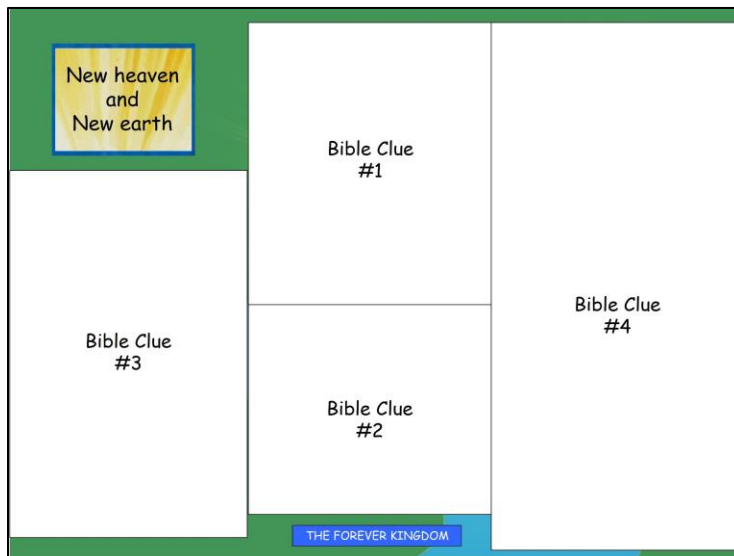 New heaven
and
New earth
Bible Clue
#1
Bible Clue
#3
Bible Clue
#2
Bible Clue
#4
THE FOREVER KINGDOM